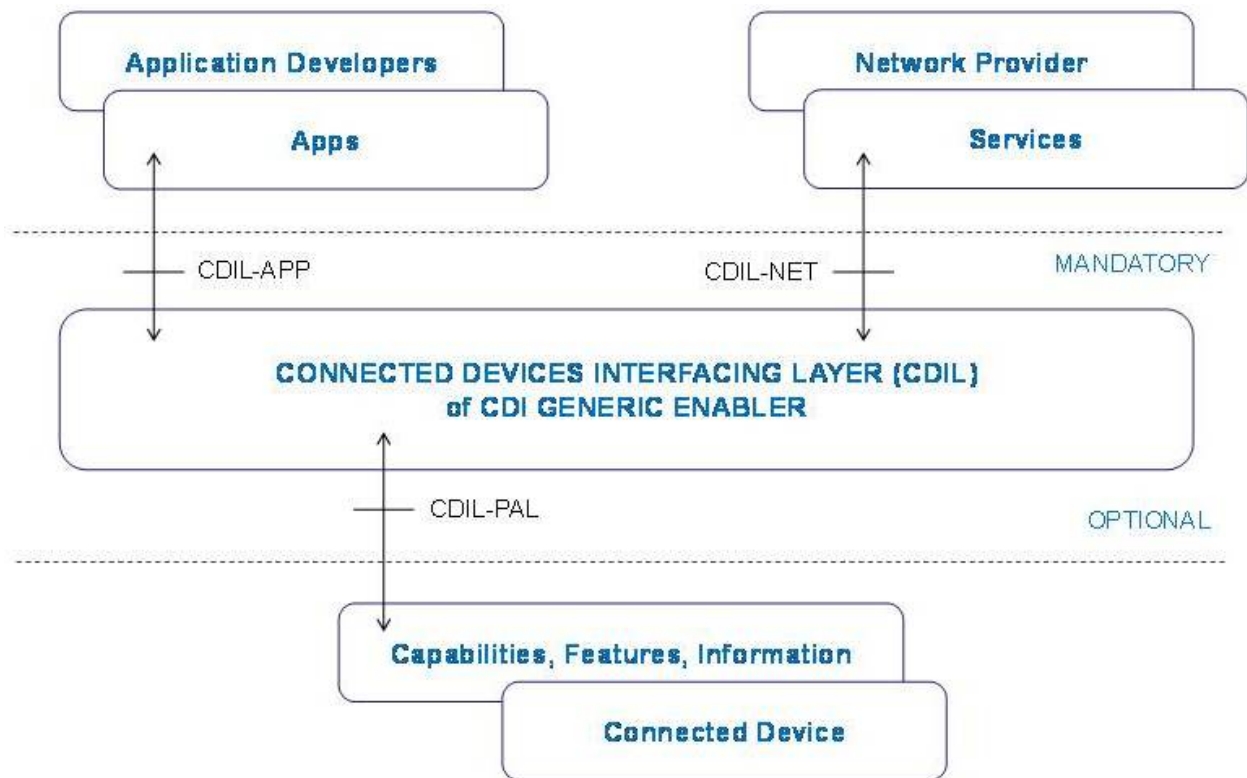 Application Developers
Network Provider
Apps
Services
CDIL-APP
CDIL-NET
MANDATORY
CONNECTED DEVICES INTERFACING LAYER (CDIL)
of CDI GENERIC ENABLER
CDIL-PAL
OPTIONAL
Capabilities, Features, Information
Connected Device